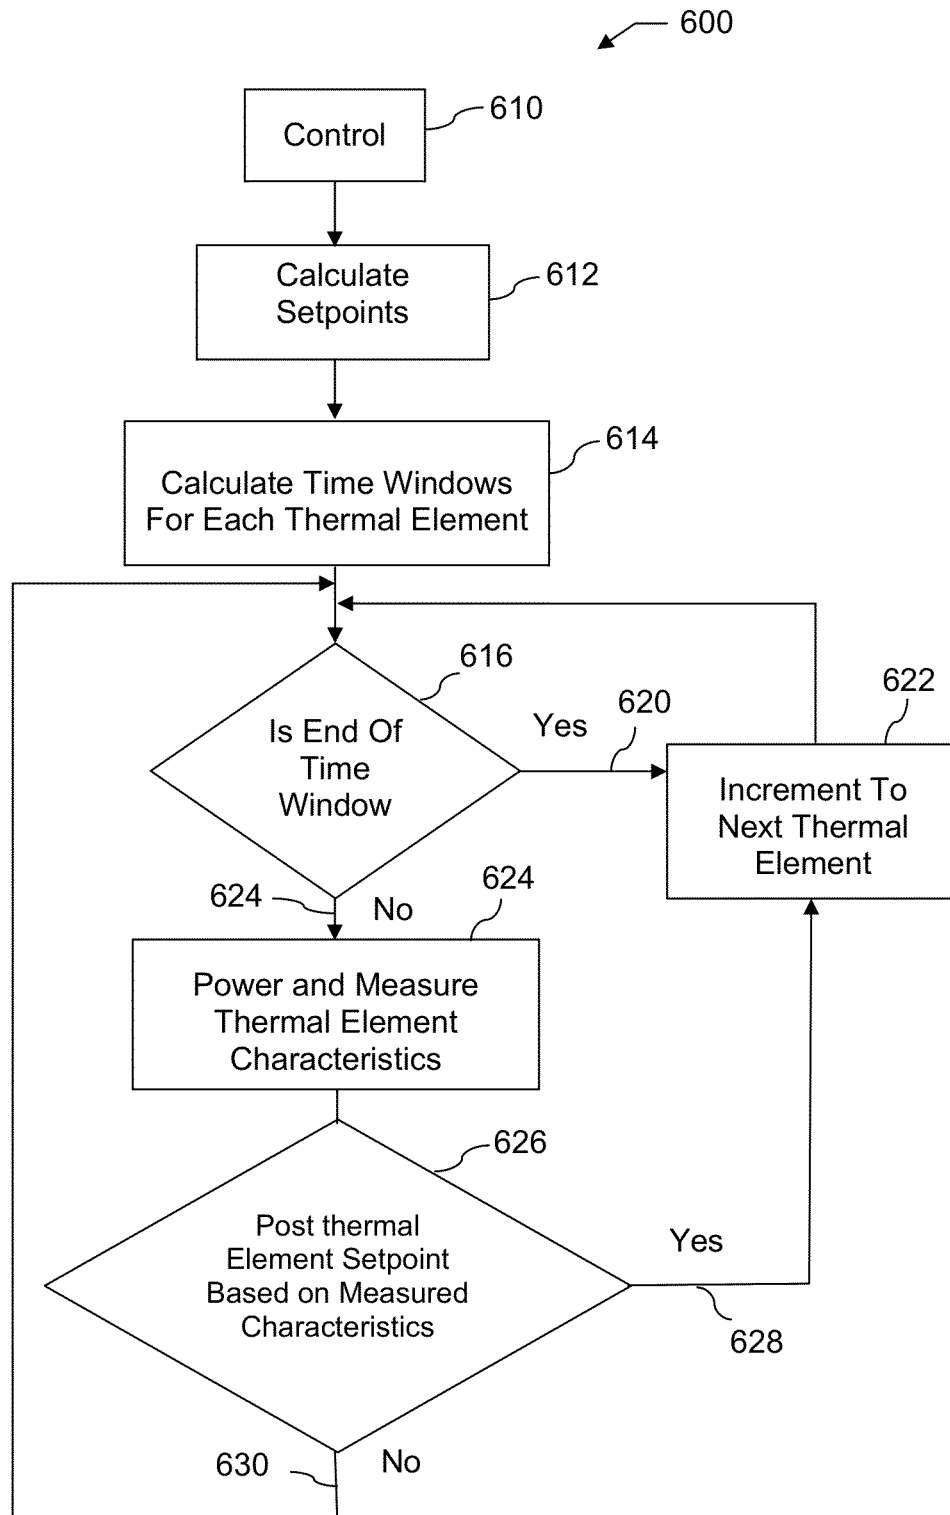 600
610
Control
Calculate
Setpoints
612
614
Calculate Time Windows
For Each Thermal Element
616
Is End Of
Time
Window
Yes
620
622
Increment To
Next Thermal
Element
624
No
624
Power and Measure
Thermal Element
Characteristics
626
Post thermal
Element Setpoint
Based on Measured
Characteristics
Yes
628
630
No